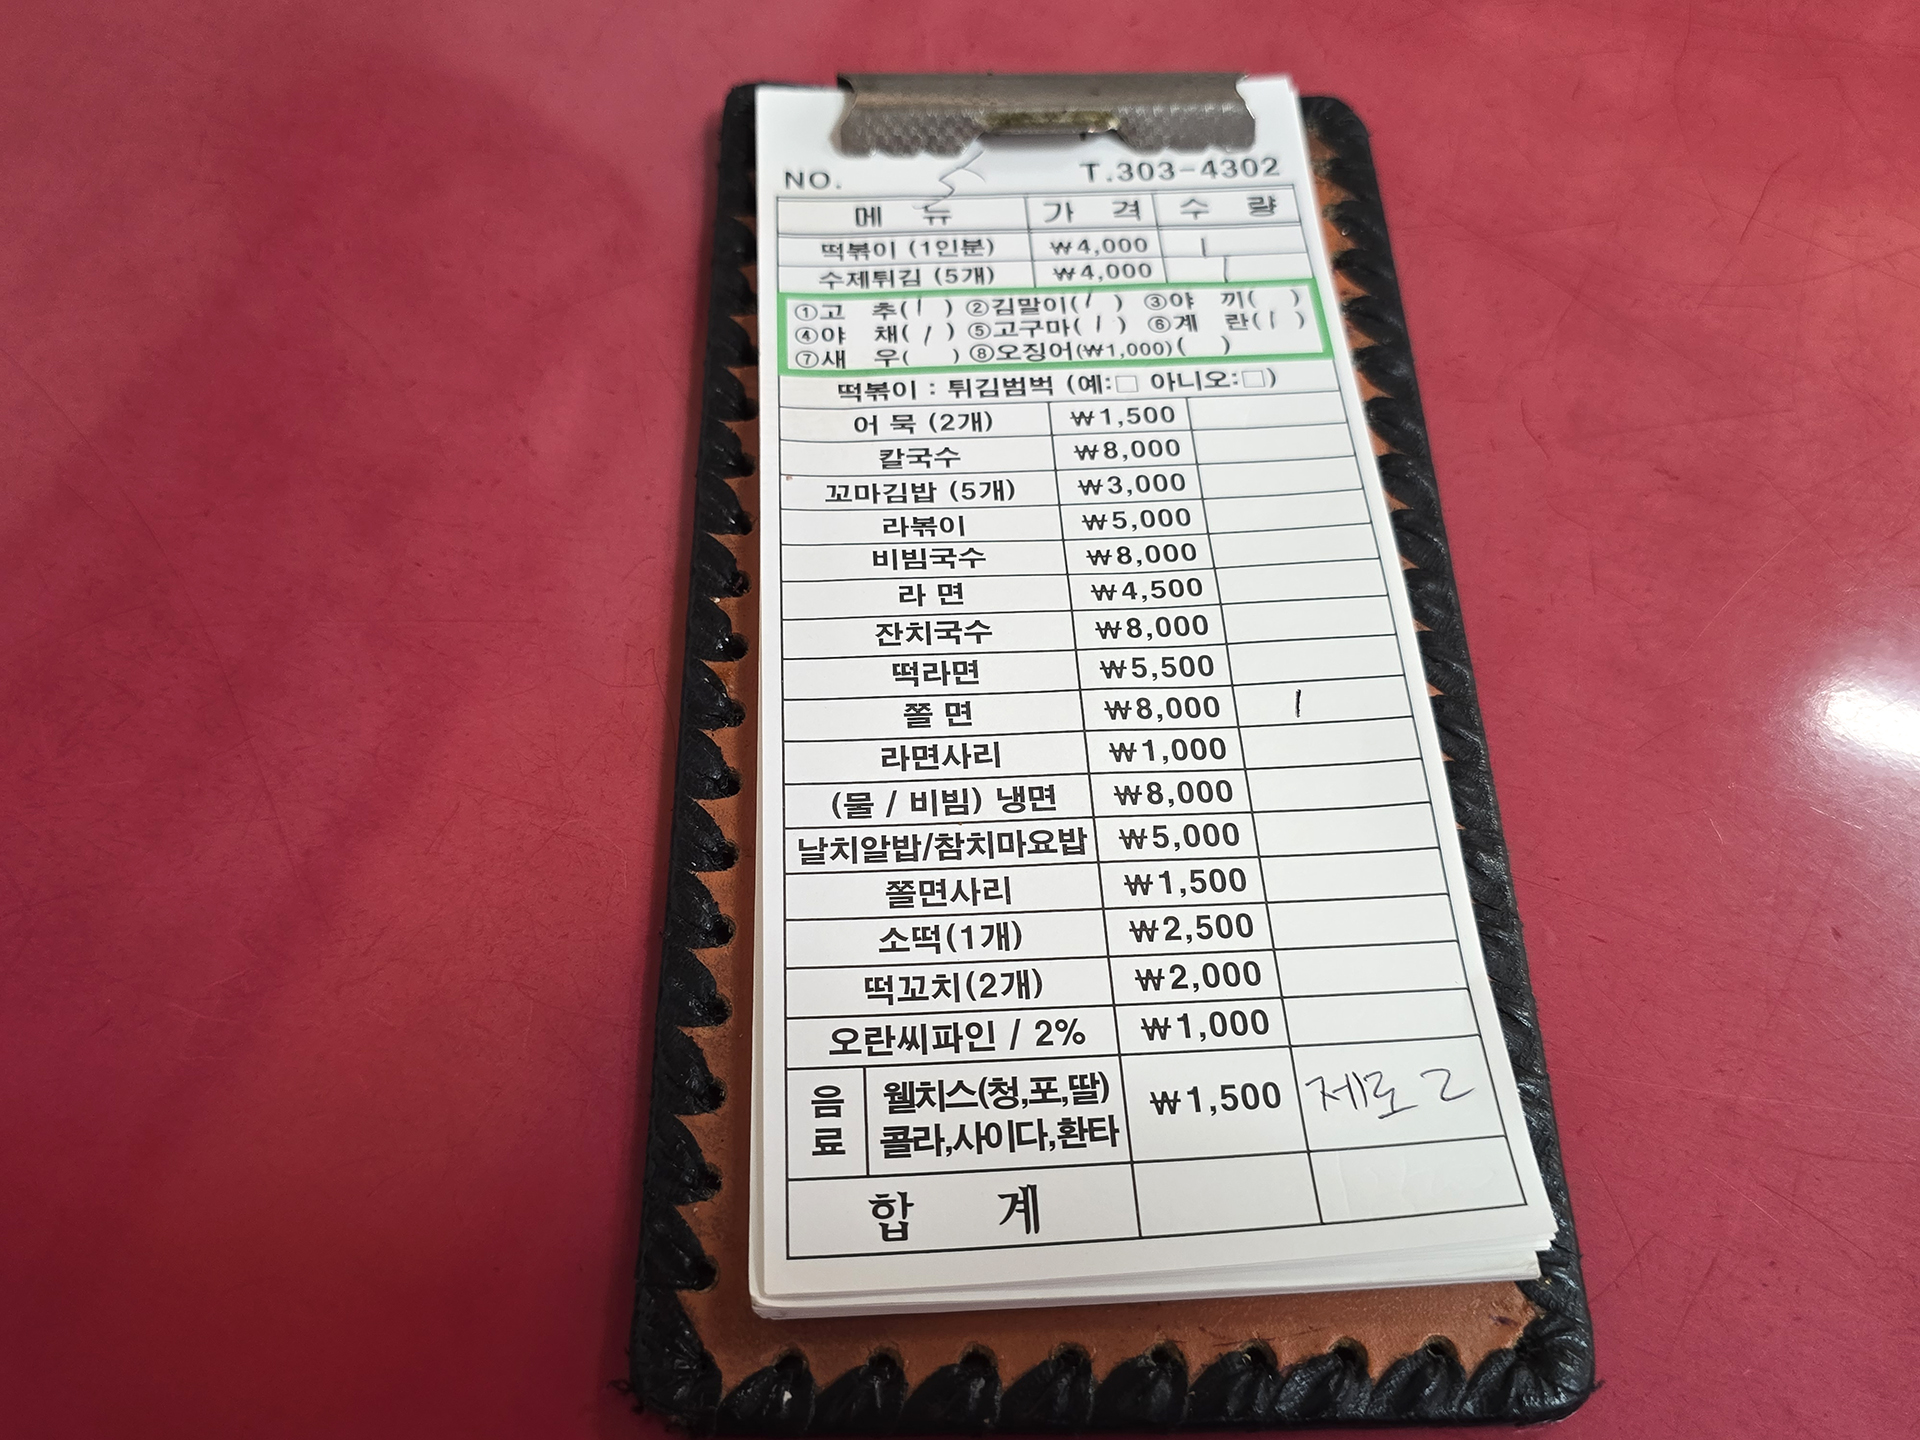 NO. 5 T.303-4302
메 뉴 가 격 수 량
떡볶이 (1인분) ₩4,000 1
수제튀김 (5개) ₩4,000 1
①고 추( / ) ②김말이( / ) ③야 끼( )
④야 채( / ) ⑤고구마( / ) ⑥계 란( / )
⑦새 우( ) ⑧오징어(₩1,000)( )
떡볶이 : 튀김범벅 (예:□ 아니오:□)
어 묵 (2개) ₩1,500
칼국수 ₩8,000
꼬마김밥 (5개) ₩3,000
라볶이 ₩5,000
비빔국수 ₩8,000
라 면 ₩4,500
잔치국수 ₩8,000
떡라면 ₩5,500
쫄 면 ₩8,000 1
라면사리 ₩1,000
(물 / 비빔) 냉면 ₩8,000
날치알밥/참치마요밥 ₩5,000
쫄면사리 ₩1,500
소떡(1개) ₩2,500
떡꼬치(2개) ₩2,000
오란씨파인 / 2% ₩1,000
음료 웰치스(청,포,딸) ₩1,500 제로 2
콜라,사이다,환타
합 계